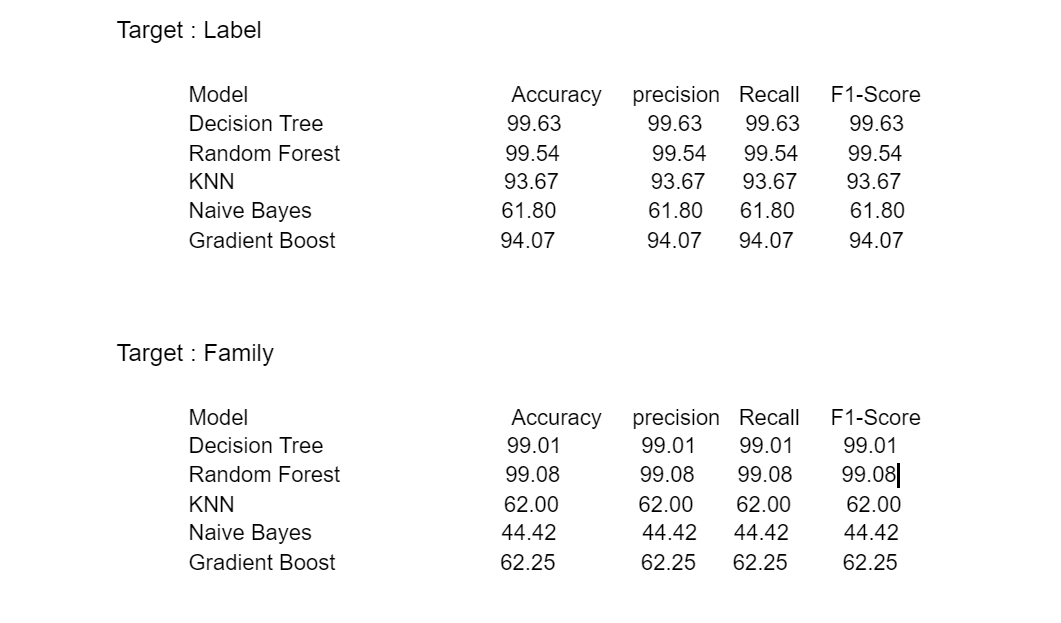 Target : Label
Model Accuracy precision Recall F1-Score
Decision Tree 99.63 99.63 99.63 99.63
Random Forest 99.54 99.54 99.54 99.54
KNN 93.67 93.67 93.67 93.67
Naive Bayes 61.80 61.80 61.80 61.80
Gradient Boost 94.07 94.07 94.07 94.07
Target : Family
Model Accuracy precision Recall F1-Score
Decision Tree 99.01 99.01 99.01 99.01
Random Forest 99.08 99.08 99.08 99.08
KNN 62.00 62.00 62.00 62.00
Naive Bayes 44.42 44.42 44.42 44.42
Gradient Boost 62.25 62.25 62.25 62.25